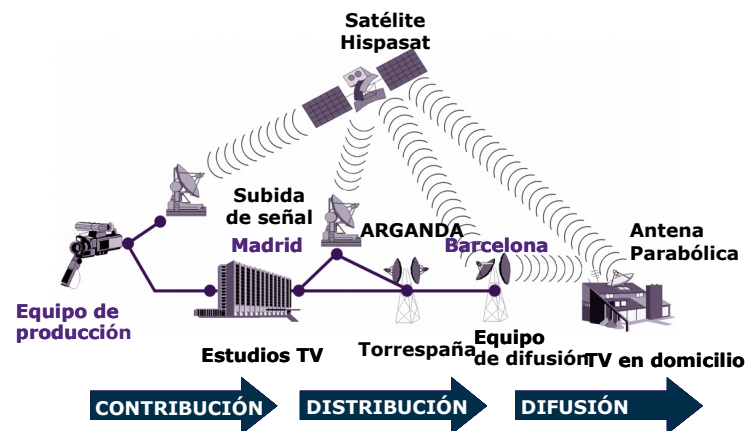 Satélite
Hispasat
Subida
de señal
Madrid
ARGANDA
Barcelona
Antena
Parabólica
Equipo de
producción
Estudios TV
Torrespaña
Equipo
de difusión
TV en domicilio
CONTRIBUCIÓN
DISTRIBUCIÓN
DIFUSIÓN